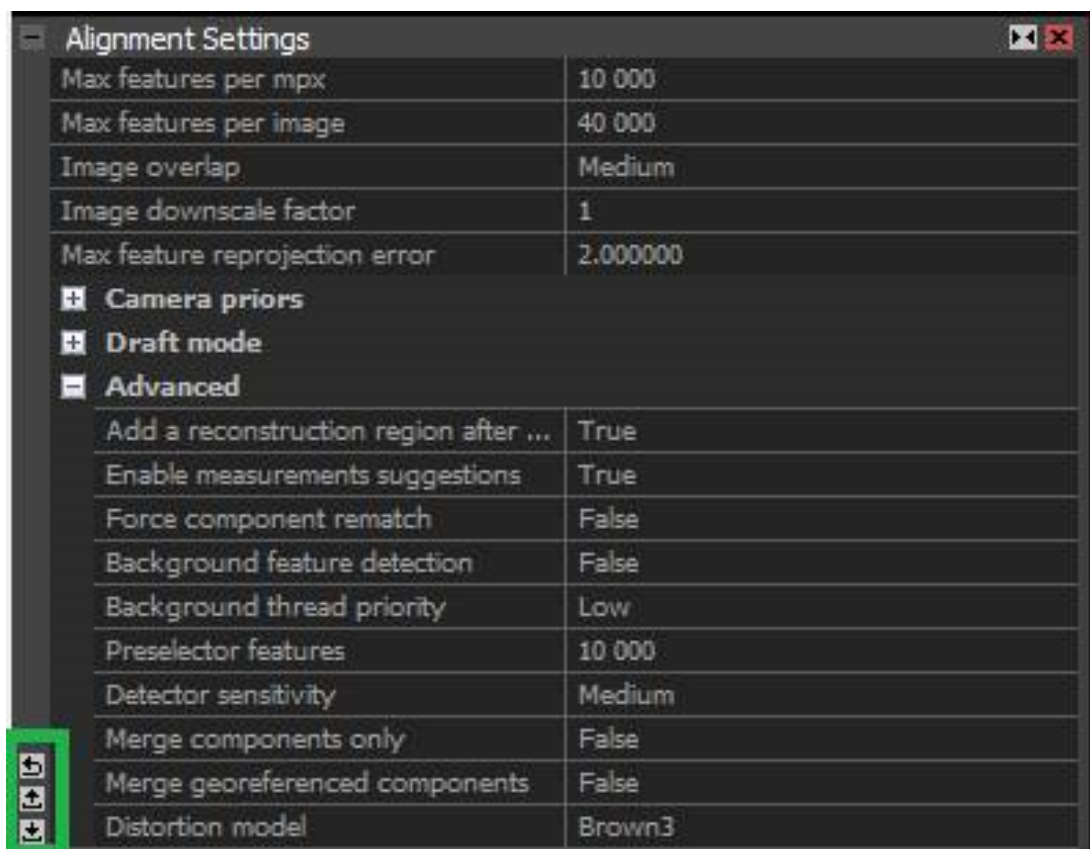 Alignment Settings
Max features per mpx 10 000
Max features per image 40 000
Image overlap Medium
Image downscale factor 1
Max feature reprojection error 2.000000
Camera priors
Draft mode
Advanced
Add a reconstruction region after ... True
Enable measurements suggestions True
Force component rematch False
Background feature detection False
Background thread priority Low
Preselector features 10 000
Detector sensitivity Medium
Merge components only False
Merge georeferenced components False
Distortion model Brown3